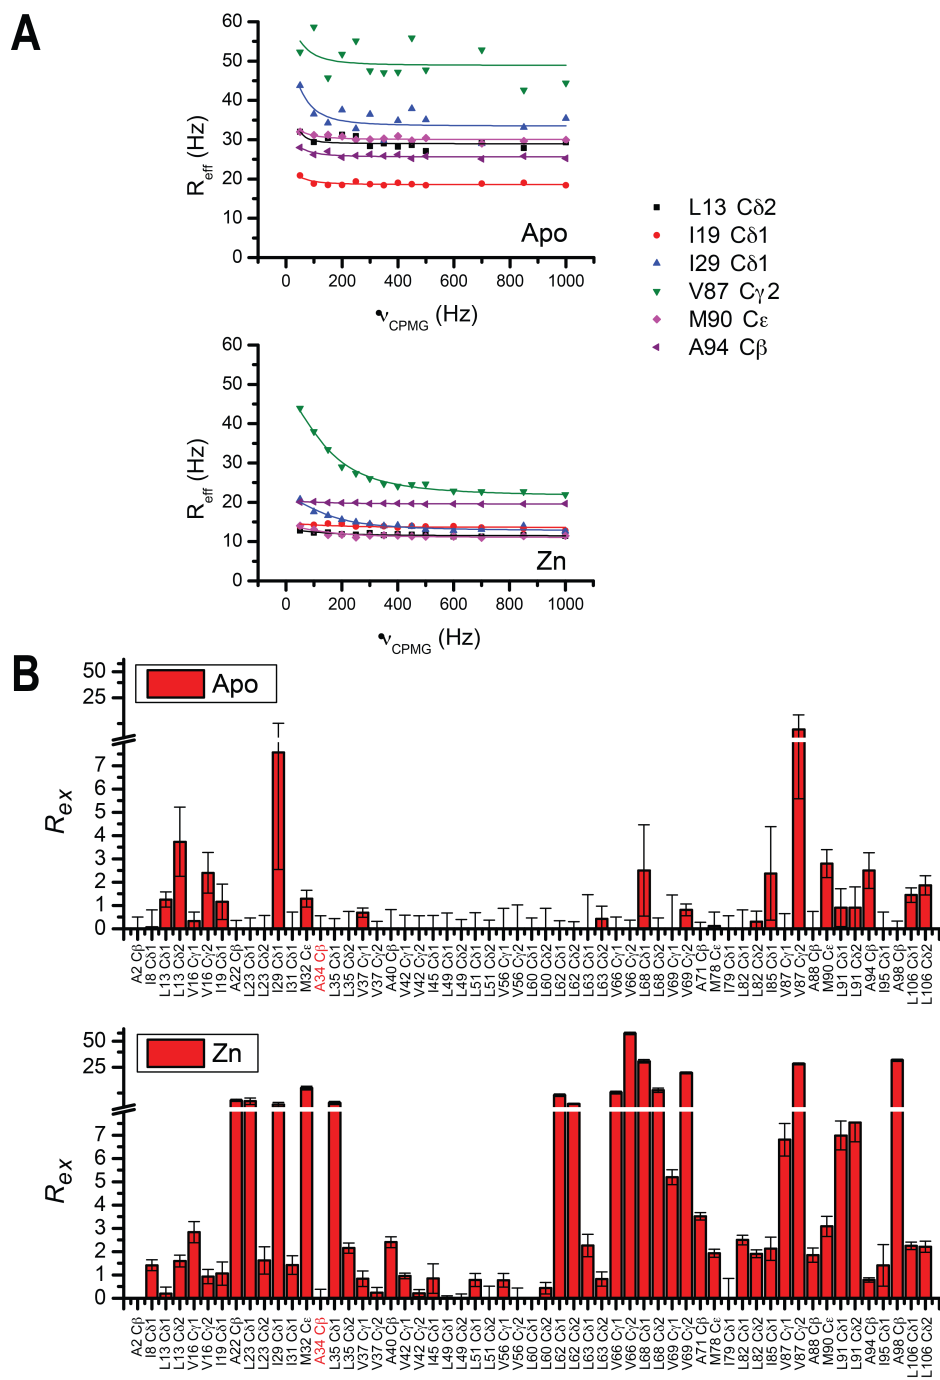 A
60
50
40
30
20
10
0
R_eff (Hz)
Apo
0 200 400 600 800 1000
ν_CPMG (Hz)
L13 Cδ2
I19 Cδ1
I29 Cδ1
V87 Cγ2
M90 Cε
A94 Cβ
60
50
40
30
20
10
0
R_eff (Hz)
Zn
0 200 400 600 800 1000
ν_CPMG (Hz)
B
50
25
7
6
5
4
3
2
1
0
Rex
Apo
A2 Cβ
I8 Cδ1
L13 Cδ1
L13 Cδ2
V16 Cγ1
V16 Cγ2
I19 Cδ1
A22 Cβ
L23 Cδ1
L23 Cδ2
I29 Cδ1
I31 Cδ1
M32 Cε
A34 Cβ
L35 Cδ1
L35 Cδ2
V37 Cγ1
V37 Cγ2
A40 Cβ
V42 Cγ1
V42 Cγ2
I45 Cδ1
L49 Cδ1
L49 Cδ2
L51 Cδ1
L51 Cδ2
V56 Cγ1
V56 Cγ2
L60 Cδ1
L60 Cδ2
L62 Cδ1
L62 Cδ2
L63 Cδ1
L63 Cδ2
V66 Cγ1
V66 Cγ2
L68 Cδ1
L68 Cδ2
V69 Cγ1
V69 Cγ2
A71 Cβ
M78 Cε
I79 Cδ1
L82 Cδ1
L82 Cδ2
I85 Cδ1
V87 Cγ1
V87 Cγ2
A88 Cβ
M90 Cε
L91 Cδ1
L91 Cδ2
A94 Cβ
I95 Cδ1
A98 Cβ
L106 Cδ1
L106 Cδ2
50
25
7
6
5
4
3
2
1
0
Rex
Zn
A2 Cβ
I8 Cδ1
L13 Cδ1
L13 Cδ2
V16 Cγ1
V16 Cγ2
I19 Cδ1
A22 Cβ
L23 Cδ1
L23 Cδ2
I29 Cδ1
I31 Cδ1
M32 Cε
A34 Cβ
L35 Cδ1
L35 Cδ2
V37 Cγ1
V37 Cγ2
A40 Cβ
V42 Cγ1
V42 Cγ2
I45 Cδ1
L49 Cδ1
L49 Cδ2
L51 Cδ1
L51 Cδ2
V56 Cγ1
V56 Cγ2
L60 Cδ1
L60 Cδ2
L62 Cδ1
L62 Cδ2
L63 Cδ1
L63 Cδ2
V66 Cγ1
V66 Cγ2
L68 Cδ1
L68 Cδ2
V69 Cγ1
V69 Cγ2
A71 Cβ
M78 Cε
I79 Cδ1
L82 Cδ1
L82 Cδ2
I85 Cδ1
V87 Cγ1
V87 Cγ2
A88 Cβ
M90 Cε
L91 Cδ1
L91 Cδ2
A94 Cβ
I95 Cδ1
A98 Cβ
L106 Cδ1
L106 Cδ2